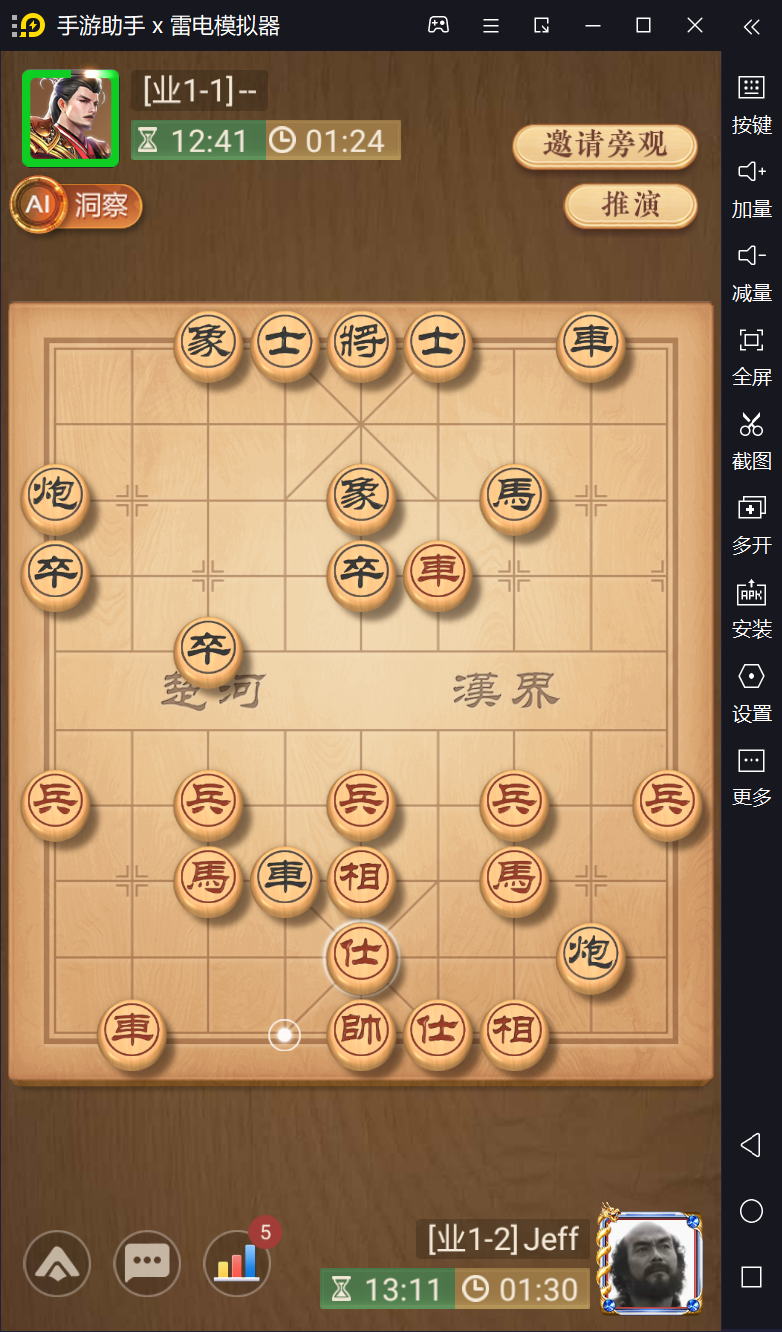 手游助手 x 雷电模拟器
[业1-1]--
12:41 01:24
邀请旁观
AI 洞察
推演
按键
加量
减量
全屏
截图
多开
APK
安装
设置
更多
象 士 將 士 車
炮 象 馬
卒 卒 車
卒
楚河 漢界
兵 兵 兵 兵 兵
馬 車 相 馬
仕 炮
車 帥 仕 相
5
[业1-2]Jeff
13:11 01:30